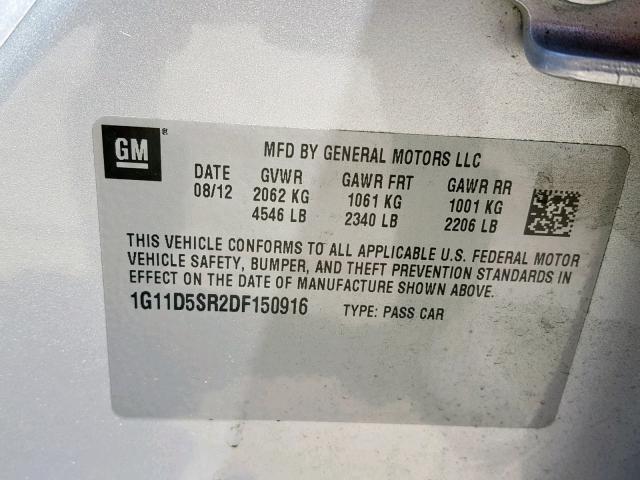 GM®
MFD BY GENERAL MOTORS LLC
DATE GVWR GAWR FRT GAWR RR
08/12 2062 KG 1061 KG 1001 KG
4546 LB 2340 LB 2206 LB
THIS VEHICLE CONFORMS TO ALL APPLICABLE U.S. FEDERAL MOTOR
VEHICLE SAFETY, BUMPER, AND THEFT PREVENTION STANDARDS IN
EFFECT ON THE DATE OF MANUFACTURE SHOWN ABOVE.
1G11D5SR2DF150916 TYPE: PASS CAR